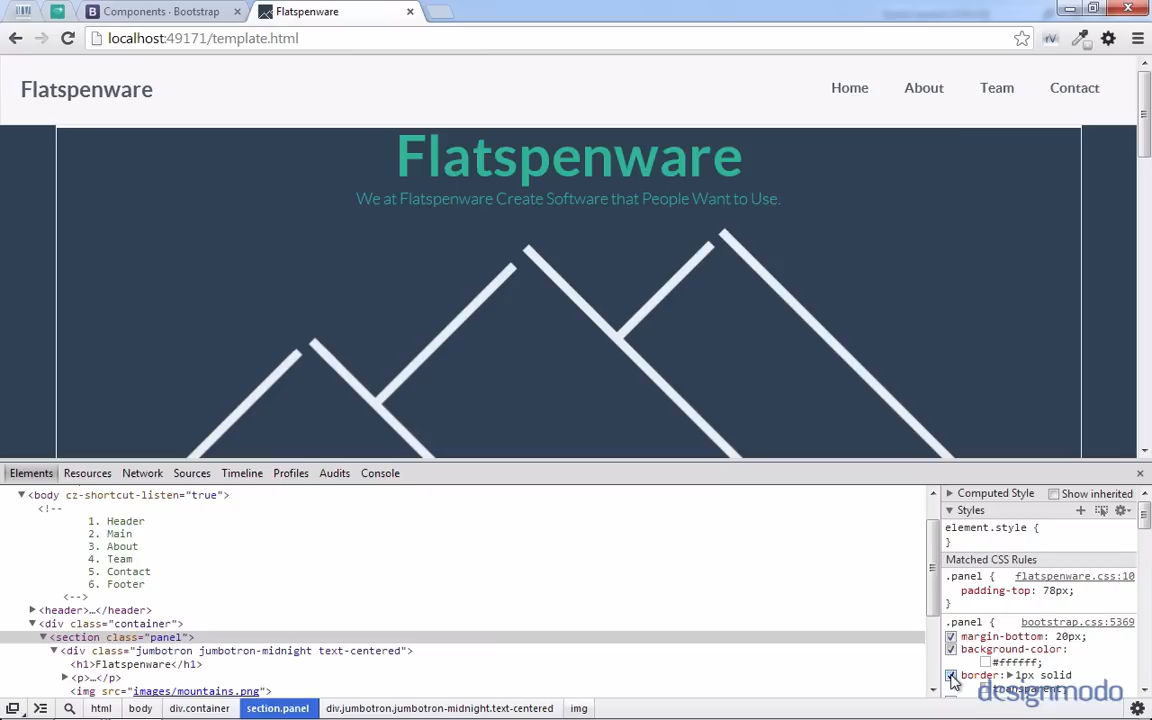 Components - Bootstrap
Flatspenware
localhost:49171/template.html
rV
Flatspenware
Home
About
Team
Contact
Flatspenware
We at Flatspenware Create Software that People Want to Use.
Elements
Resources
Network
Sources
Timeline
Profiles
Audits
Console
<body cz-shortcut-listen="true">
<!--
1. Header
2. Main
3. About
4. Team
5. Contact
6. Footer
<-->
<header>…</header>
<div class="container">
<section class="panel">
<div class="jumbotron jumbotron-midnight text-centered">
<h1>Flatspenware</h1>
<p>…</p>
<img src="images/mountains.png">
html
body
div.container
section.panel
div.jumbotron.jumbotron-midnight.text-centered
img
Computed Style
Show inherited
Styles
element.style {
}
Matched CSS Rules
.panel {
flatspenware.css:10
padding-top: 78px;
}
.panel {
bootstrap.css:5369
margin-bottom: 20px;
background-color:
#ffffff;
border: 1px solid
transparent;
designmodo